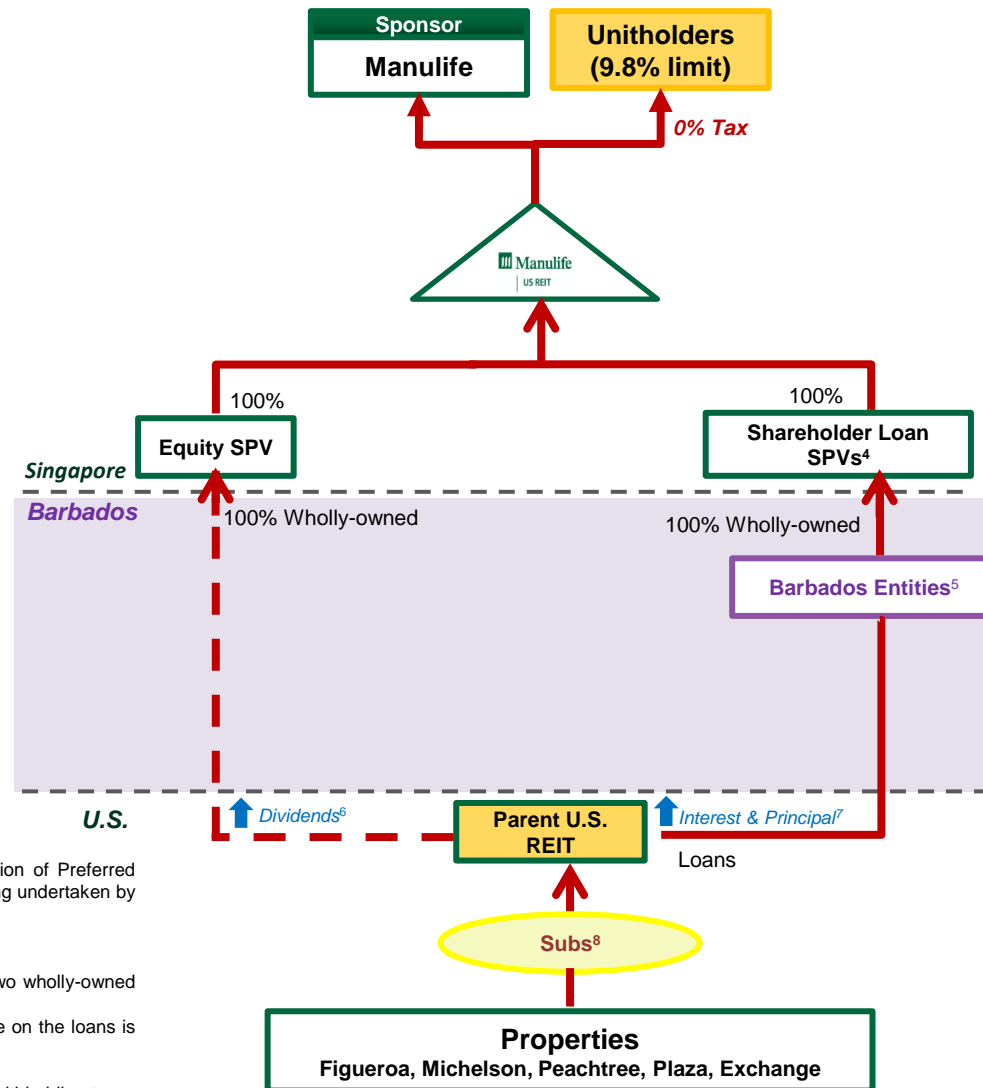 Sponsor
Manulife
Unitholders
(9.8% limit)
0% Tax
Manulife
US REIT
100%
100%
Equity SPV
Shareholder Loan
SPVs⁴
Singapore
Barbados
100% Wholly-owned
100% Wholly-owned
Barbados Entities⁵
U.S.
Dividends⁶
Parent U.S.
REIT
Interest & Principal⁷
Loans
ion of Preferred
ng undertaken by
Subs⁸
wo wholly-owned
e on the loans is
Properties
Figueroa, Michelson, Peachtree, Plaza, Exchange